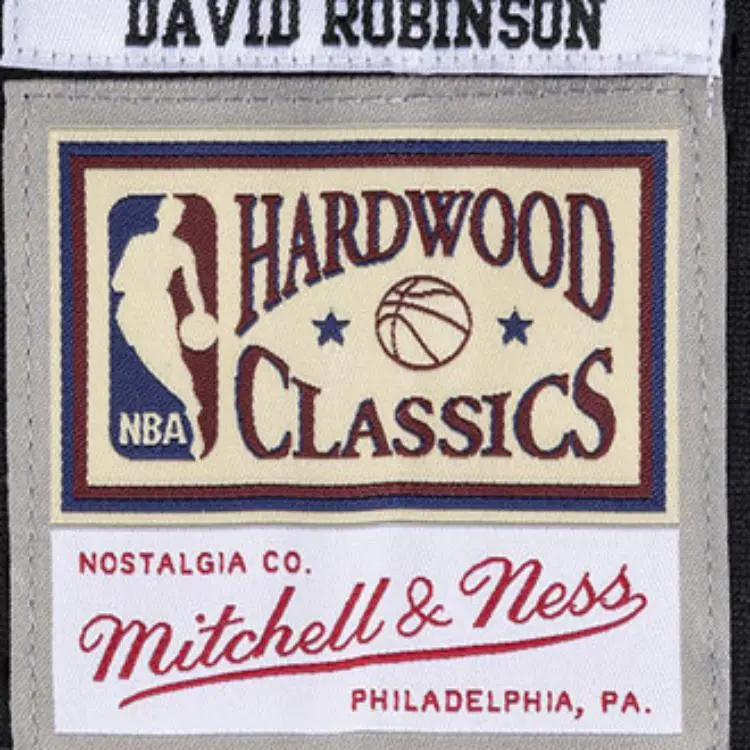 DAVID ROBINSON
HARDWOOD
NBA
CLASSICS
NOSTALGIA CO.
Mitchell & Ness
PHILADELPHIA, PA.